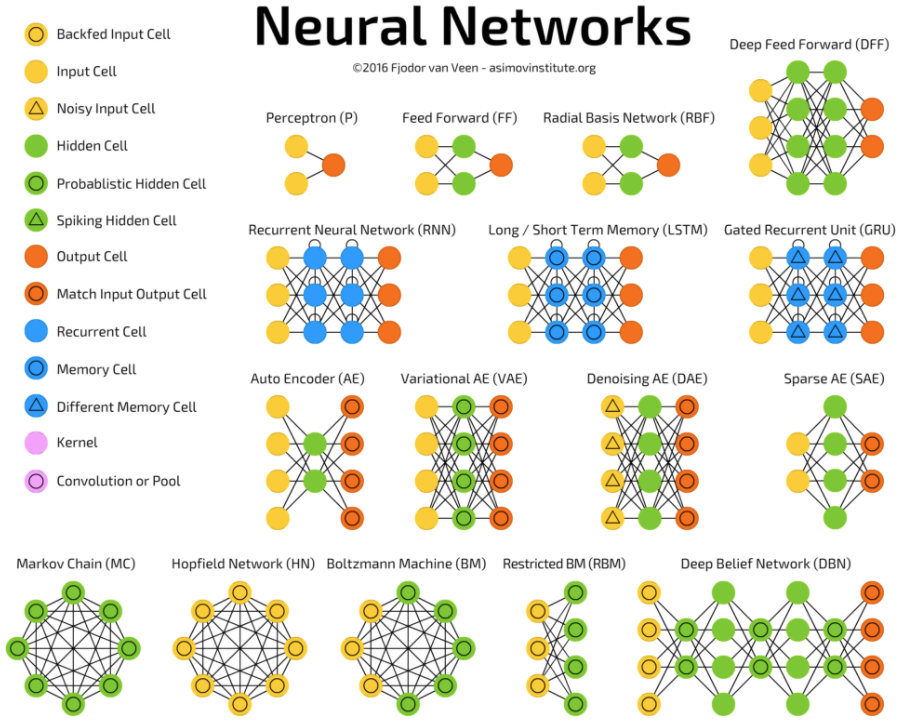 Neural Networks
©2016 Fjodor van Veen - asimovinstitute.org
Backfed Input Cell
Input Cell
Noisy Input Cell
Hidden Cell
Probablistic Hidden Cell
Spiking Hidden Cell
Output Cell
Match Input Output Cell
Recurrent Cell
Memory Cell
Different Memory Cell
Kernel
Convolution or Pool
Deep Feed Forward (DFF)
Perceptron (P)
Feed Forward (FF)
Radial Basis Network (RBF)
Recurrent Neural Network (RNN)
Long / Short Term Memory (LSTM)
Gated Recurrent Unit (GRU)
Auto Encoder (AE)
Variational AE (VAE)
Denoising AE (DAE)
Sparse AE (SAE)
Markov Chain (MC)
Hopfield Network (HN)
Boltzmann Machine (BM)
Restricted BM (RBM)
Deep Belief Network (DBN)